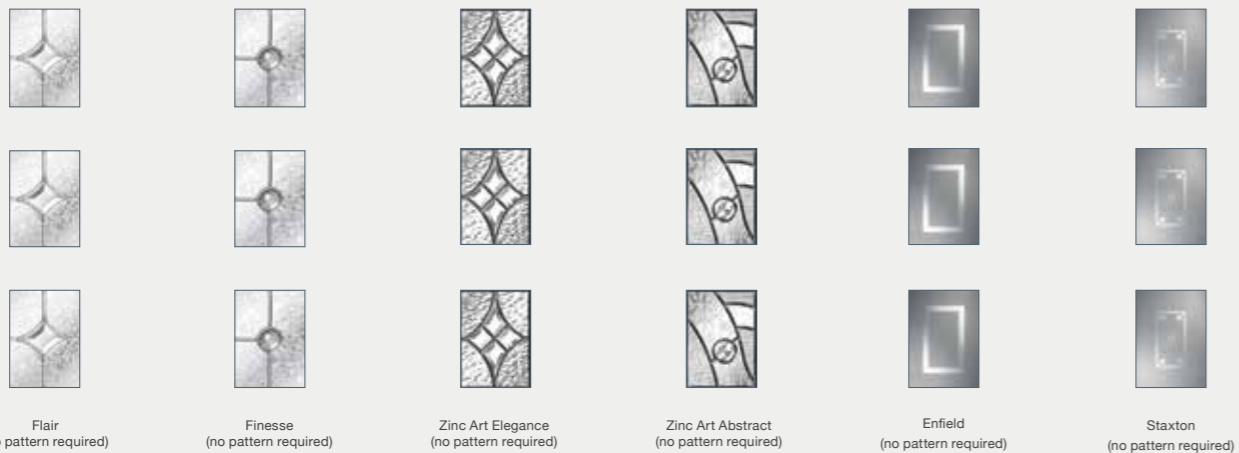 Flair
o pattern required)
Finesse
(no pattern required)
Zinc Art Elegance
(no pattern required)
Zinc Art Abstract
(no pattern required)
Enfield
(no pattern required)
Staxton
(no pattern required)